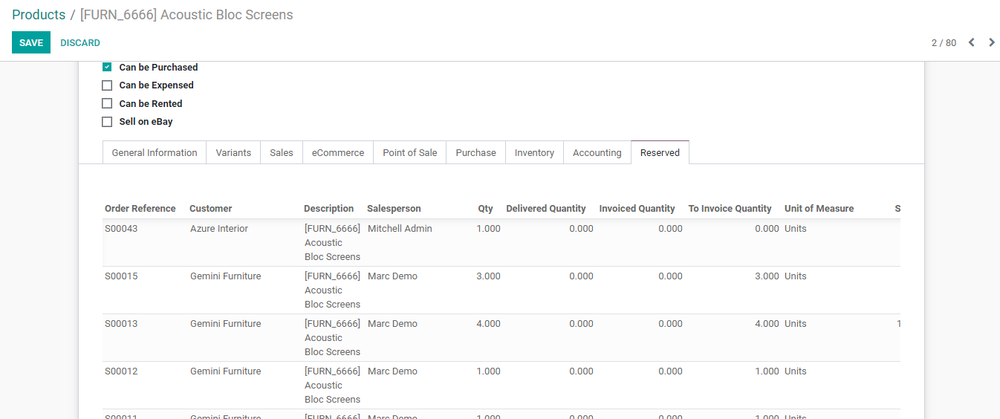 Products / [FURN_6666] Acoustic Bloc Screens
SAVE DISCARD 2 / 80
Can be Purchased
Can be Expensed
Can be Rented
Sell on eBay
General Information Variants Sales eCommerce Point of Sale Purchase Inventory Accounting Reserved
Order Reference Customer Description Salesperson Qty Delivered Quantity Invoiced Quantity To Invoice Quantity Unit of Measure S
S00043 Azure Interior [FURN_6666] Mitchell Admin 1.000 0.000 0.000 0.000 Units
Acoustic
Bloc Screens
S00015 Gemini Furniture [FURN_6666] Marc Demo 3.000 0.000 0.000 3.000 Units
Acoustic
Bloc Screens
S00013 Gemini Furniture [FURN_6666] Marc Demo 4.000 0.000 0.000 4.000 Units 1
Acoustic
Bloc Screens
S00012 Gemini Furniture [FURN_6666] Marc Demo 1.000 0.000 0.000 1.000 Units
Acoustic
Bloc Screens
S00011 Gemini Furniture [FURN_6666] Marc Demo 1.000 0.000 0.000 1.000 Units